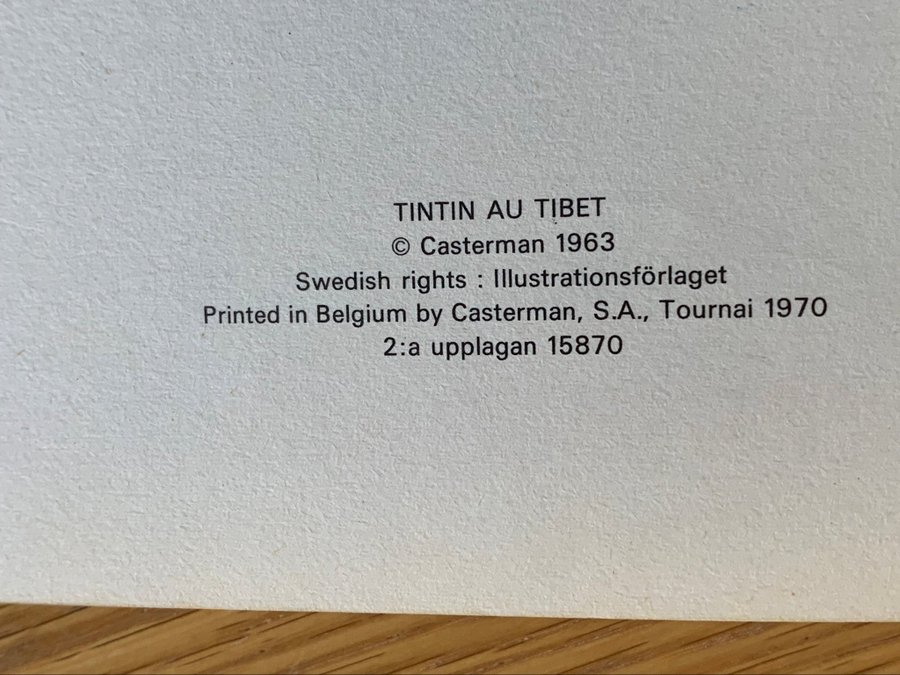 TINTIN AU TIBET
© Casterman 1963
Swedish rights : Illustrationsförlaget
Printed in Belgium by Casterman, S.A., Tournai 1970
2:a upplagan 15870